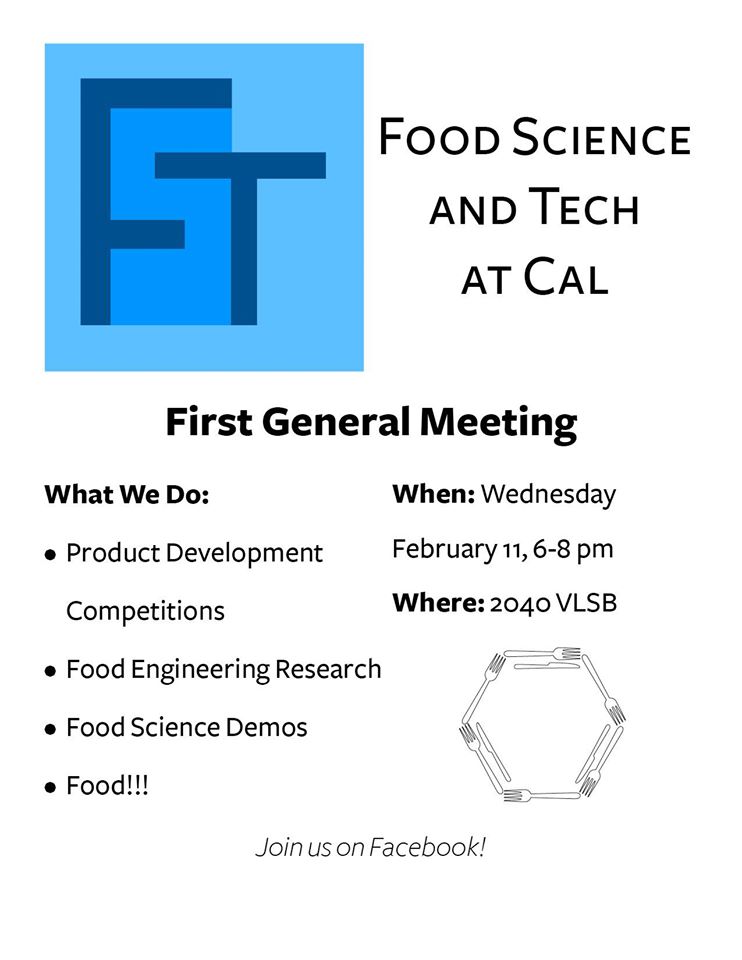 FOOD SCIENCE
AND TECH
AT CAL
First General Meeting
What We Do:
• Product Development
Competitions
• Food Engineering Research
• Food Science Demos
• Food!!!
When: Wednesday
February 11, 6-8 pm
Where: 2040 VLSB
Join us on Facebook!